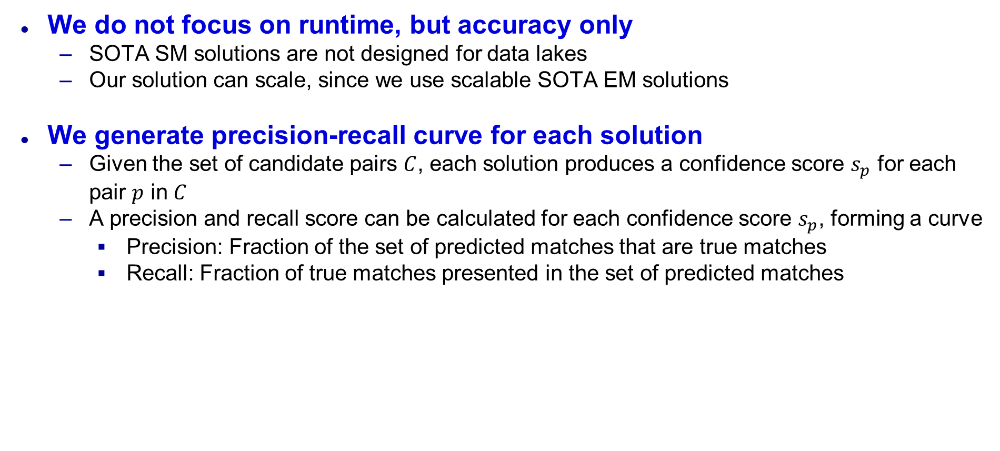 • We do not focus on runtime, but accuracy only
– SOTA SM solutions are not designed for data lakes
– Our solution can scale, since we use scalable SOTA EM solutions
• We generate precision-recall curve for each solution
– Given the set of candidate pairs 𝐶, each solution produces a confidence score 𝑠𝑝 for each
pair 𝑝 in 𝐶
– A precision and recall score can be calculated for each confidence score 𝑠𝑝, forming a curve
▪ Precision: Fraction of the set of predicted matches that are true matches
▪ Recall: Fraction of true matches presented in the set of predicted matches